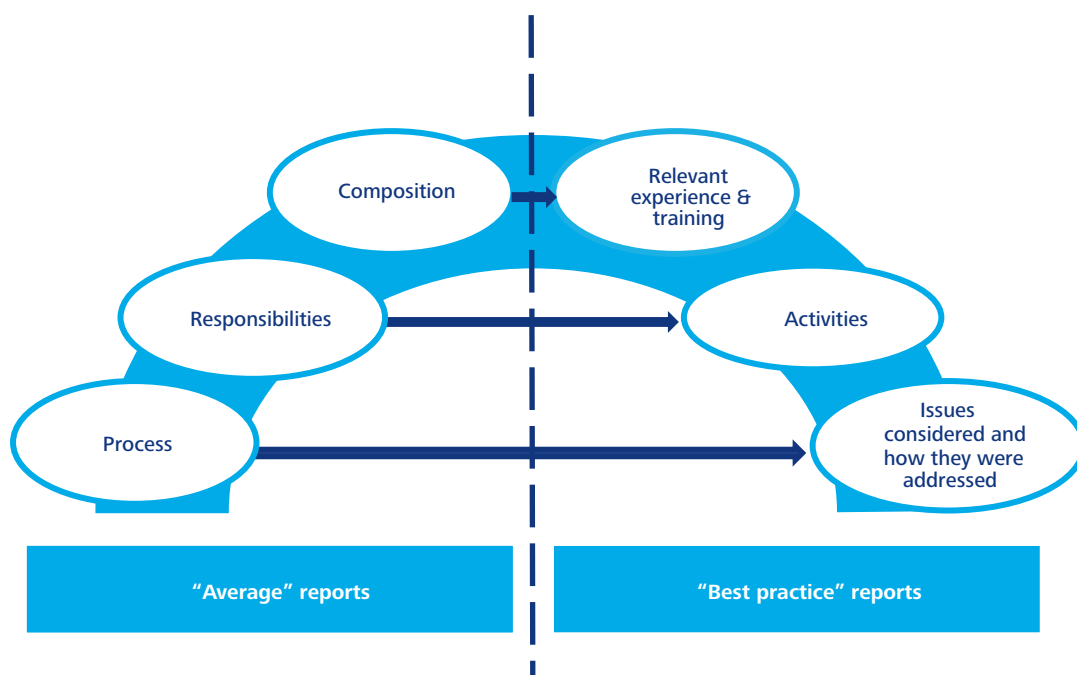 Composition
Relevant
experience &
training
Responsibilities
Activities
Process
Issues
considered and
how they were
addressed
“Average” reports
“Best practice” reports